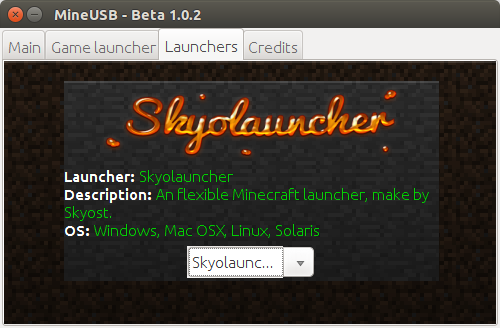 MineUSB - Beta 1.0.2
Main Game launcher Launchers Credits
Skyolauncher
Launcher: Skyolauncher
Description: An flexible Minecraft launcher, make by
Skyost.
OS: Windows, Mac OSX, Linux, Solaris
Skyolaunc...